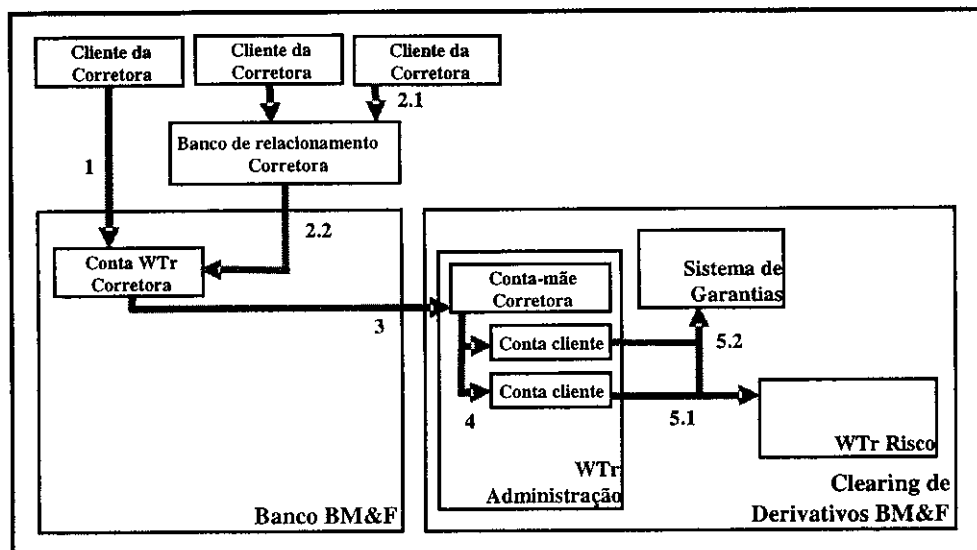 Cliente da
Corretora
Cliente da
Corretora
Cliente da
Corretora
2.1
Banco de relacionamento
Corretora
1
2.2
Conta WTr
Corretora
3
Conta-mãe
Corretora
Conta cliente
Conta cliente
4
Sistema de
Garantias
5.2
5.1
WTr Risco
WTr
Administração
Banco BM&F
Clearing de
Derivativos BM&F